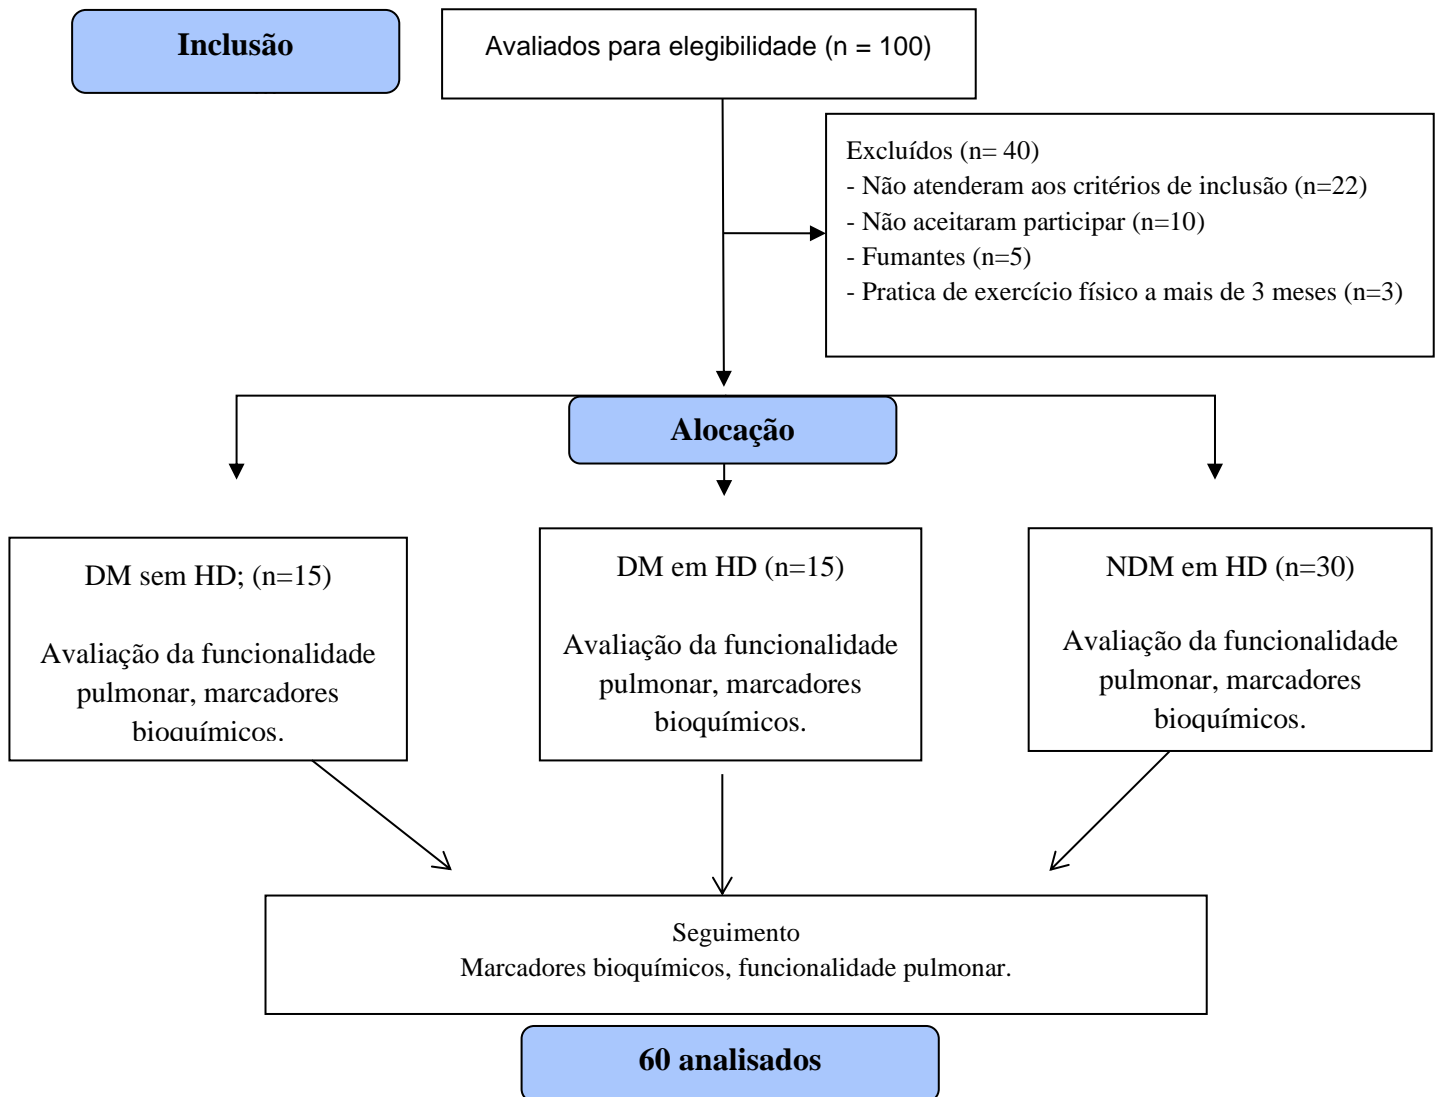 Inclusão
Avaliados para elegibilidade (n = 100)
Excluídos (n= 40)
- Não atenderam aos critérios de inclusão (n=22)
- Não aceitaram participar (n=10)
- Fumantes (n=5)
- Pratica de exercício físico a mais de 3 meses (n=3)
Alocação
DM sem HD; (n=15)
Avaliação da funcionalidade
pulmonar, marcadores
bioquímicos.
DM em HD (n=15)
Avaliação da funcionalidade
pulmonar, marcadores
bioquímicos.
NDM em HD (n=30)
Avaliação da funcionalidade
pulmonar, marcadores
bioquímicos.
Seguimento
Marcadores bioquímicos, funcionalidade pulmonar.
60 analisados